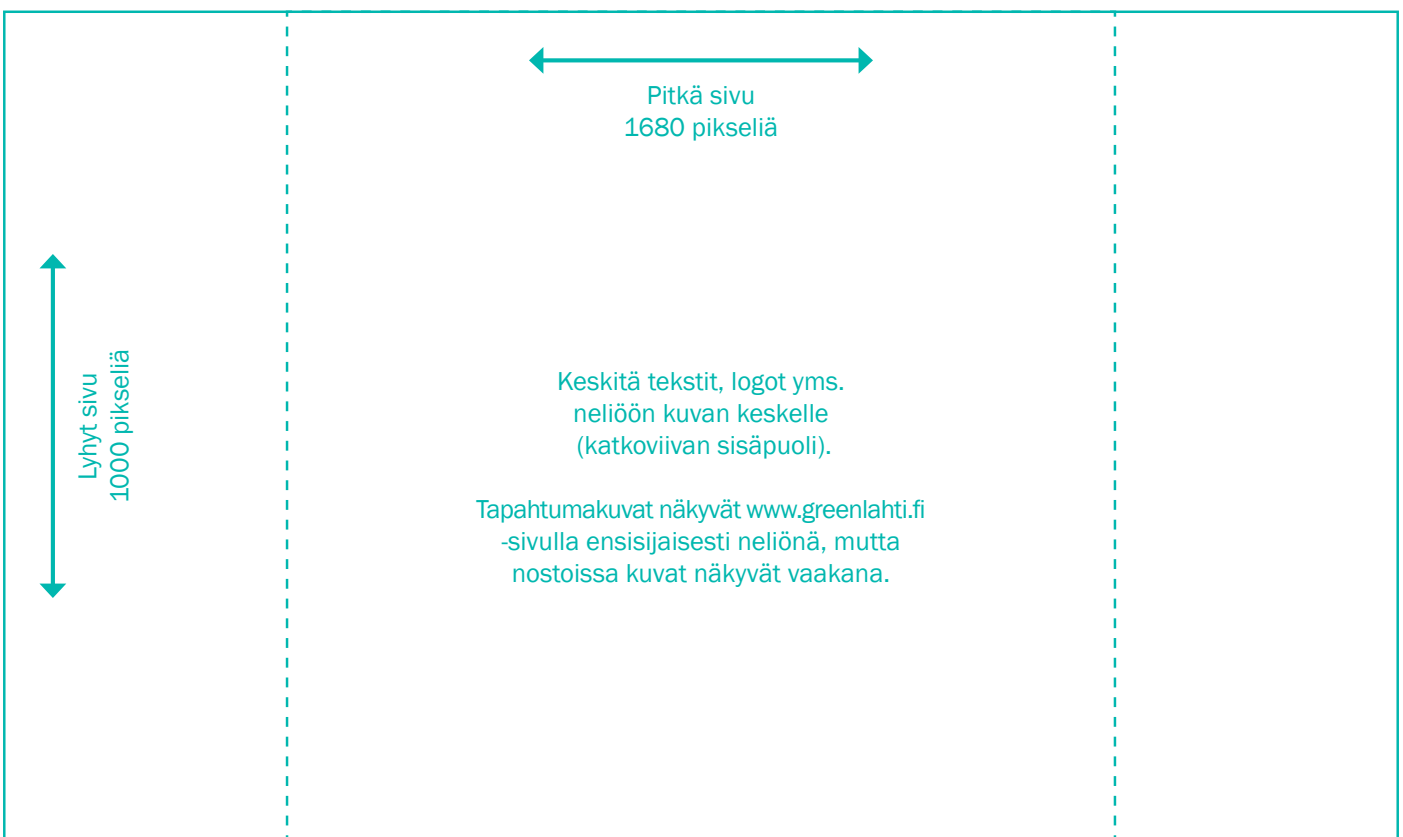 Pitkä sivu
1680 pikseliä
Lyhyt sivu
1000 pikseliä
Keskitä tekstit, logot yms.
neliöön kuvan keskelle
(katkoviivan sisäpuoli).
Tapahtumakuvat näkyvät www.greenlahti.fi
-sivulla ensisijaisesti neliönä, mutta
nostoissa kuvat näkyvät vaakana.